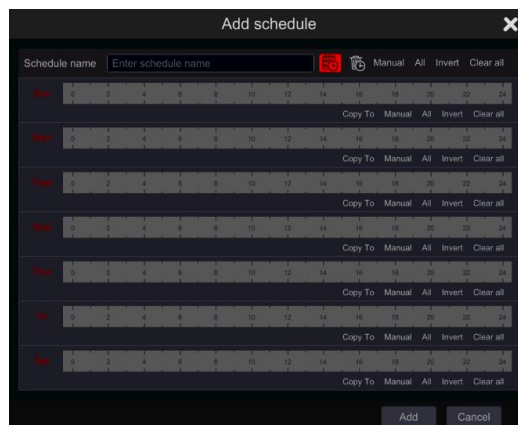 Add schedule
Schedule name Enter schedule name Manual All Invert Clear all
Sun 0 2 4 6 8 10 12 14 16 18 20 22 24
Copy To Manual All Invert Clear all
0 2 4 6 8 10 12 14 16 18 20 22 24
Copy To Manual All Invert Clear all
0 2 4 6 8 10 12 14 16 18 20 22 24
Copy To Manual All Invert Clear all
0 2 4 6 8 10 12 14 16 18 20 22 24
Copy To Manual All Invert Clear all
0 2 4 6 8 10 12 14 16 18 20 22 24
Copy To Manual All Invert Clear all
Fri 0 2 4 6 8 10 12 14 16 18 20 22 24
Copy To Manual All Invert Clear all
Sat 0 2 4 6 8 10 12 14 16 18 20 22 24
Copy To Manual All Invert Clear all
Add Cancel